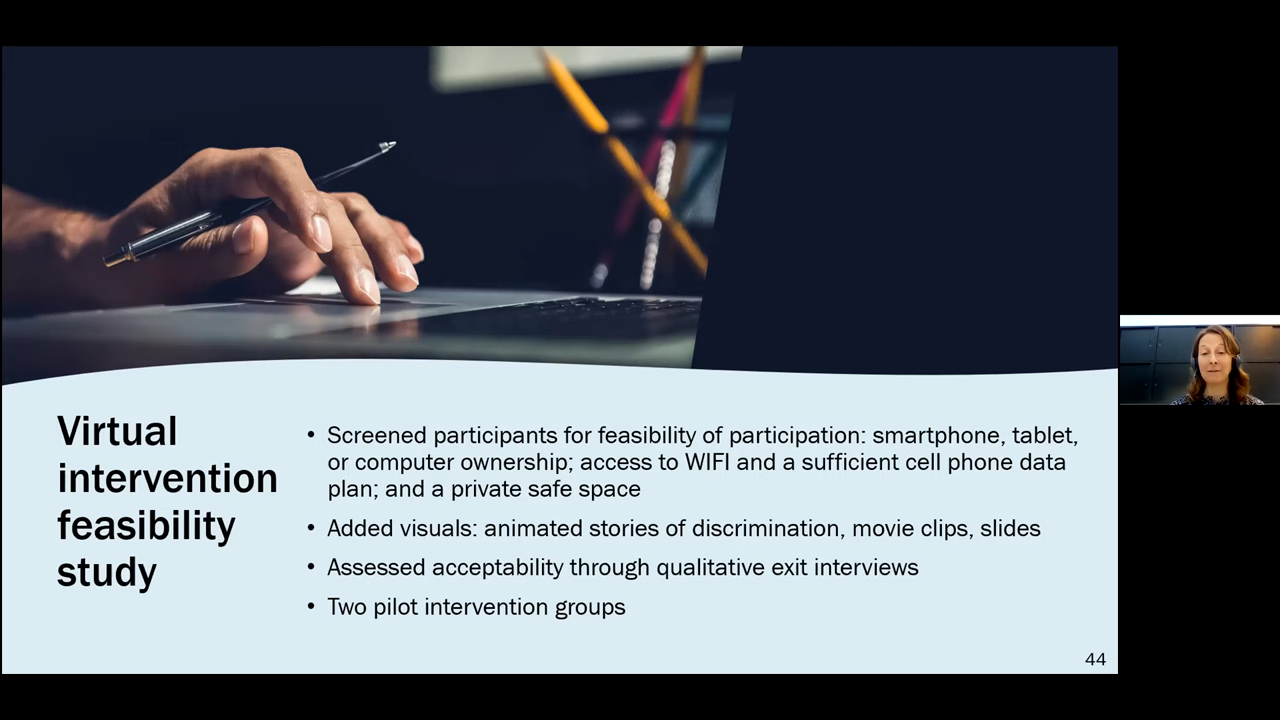 Virtual
intervention
feasibility
study
• Screened participants for feasibility of participation: smartphone, tablet,
or computer ownership; access to WIFI and a sufficient cell phone data
plan; and a private safe space
• Added visuals: animated stories of discrimination, movie clips, slides
• Assessed acceptability through qualitative exit interviews
• Two pilot intervention groups
44